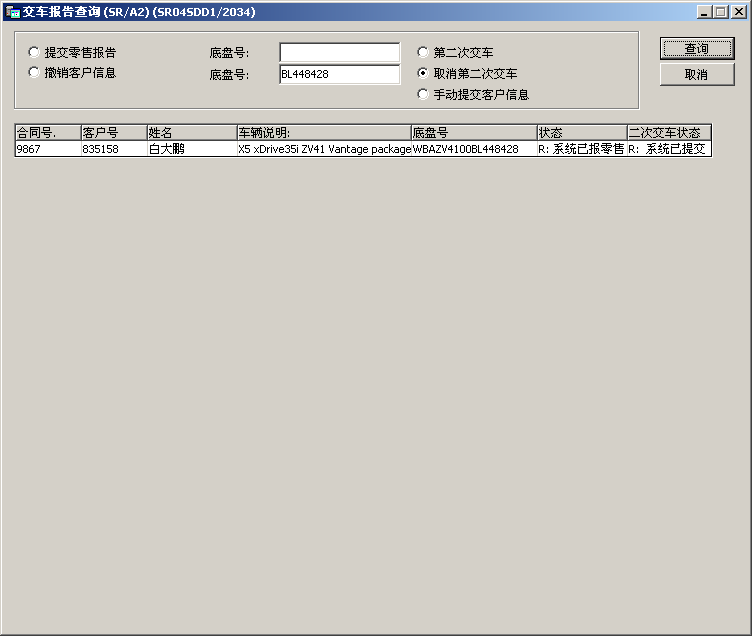 交车报告查询 (SR/A2) (SR04SDD1/2034)
提交零售报告 底盘号: 第二次交车 查询
撤销客户信息 底盘号: BL448428 取消第二次交车 取消
手动提交客户信息
合同号. 客户号 姓名 车辆说明: 底盘号 状态 二次交车状态
9867 835158 白大鹏 X5 xDrive35i ZV41 Vantage package WBAZV4100BL448428 R: 系统已报零售 R: 系统已提交